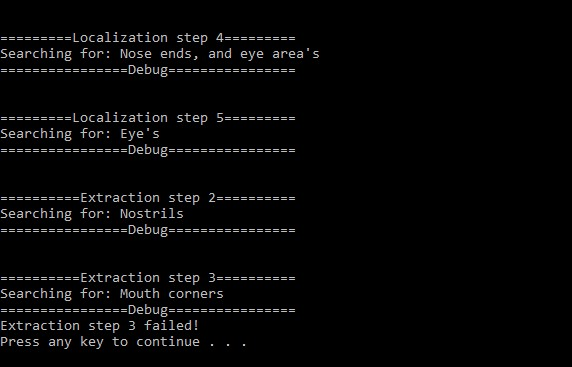 =========Localization step 4=========
Searching for: Nose ends, and eye area's
================Debug================
=========Localization step 5=========
Searching for: Eye's
================Debug================
==========Extraction step 2==========
Searching for: Nostrils
================Debug================
==========Extraction step 3==========
Searching for: Mouth corners
================Debug================
Extraction step 3 failed!
Press any key to continue . . .